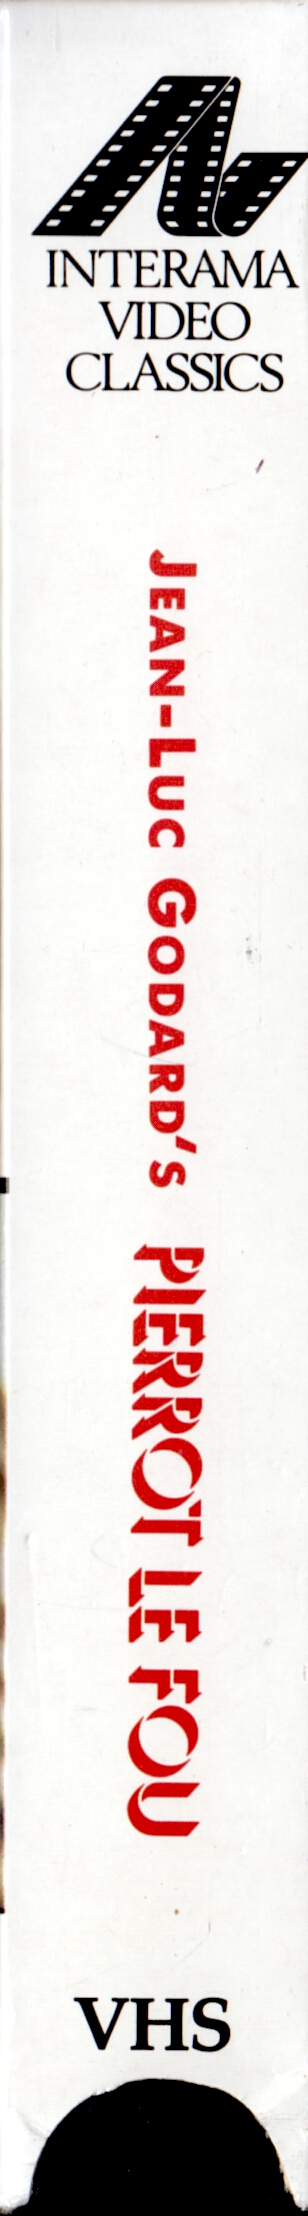 INTERAMA
VIDEO
CLASSICS
JEAN-LUC GODARD'S PIERROT LE FOU
VHS